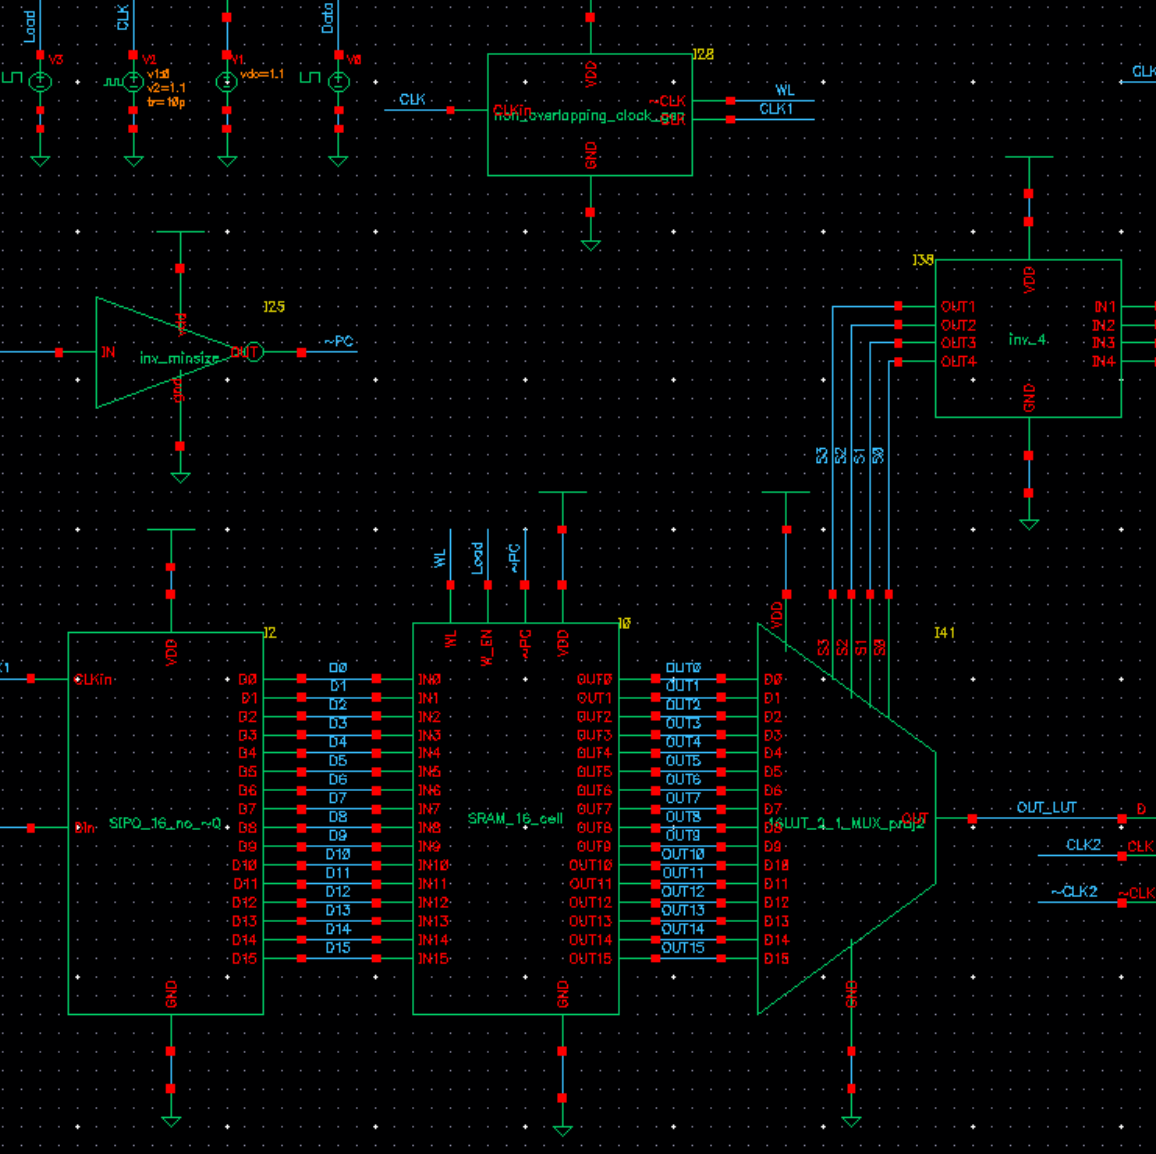 Load
CLK
Data
V3
V2
V1
V0
v1:0
v2=1.1
tr=10p
vdc=1.1
I28
VDD
CLK
CLKin
non_overlapping_clock_gen
~CLK
CLK
WL
CLK1
GND
CLK
I25
vdd
IN
inv_minsize
OUT
~PC
gnd
I38
VDD
OUT1
OUT2
OUT3
OUT4
inv_4
IN1
IN2
IN3
IN4
GND
S3
S2
S1
S0
I2
VDD
CLKin
DIn
SIPO_16_no_~Q
D0
D1
D2
D3
D4
D5
D6
D7
D8
D9
D10
D11
D12
D13
D14
D15
GND
D0
D1
D2
D3
D4
D5
D6
D7
D8
D9
D10
D11
D12
D13
D14
D15
WL
Load
~PC
I0
WL
W_EN
~PC
VDD
IN0
IN1
IN2
IN3
IN4
IN5
IN6
IN7
IN8
IN9
IN10
IN11
IN12
IN13
IN14
IN15
SRAM_16_cell
OUT0
OUT1
OUT2
OUT3
OUT4
OUT5
OUT6
OUT7
OUT8
OUT9
OUT10
OUT11
OUT12
OUT13
OUT14
OUT15
GND
OUT0
OUT1
OUT2
OUT3
OUT4
OUT5
OUT6
OUT7
OUT8
OUT9
OUT10
OUT11
OUT12
OUT13
OUT14
OUT15
I41
VDD
S3
S2
S1
S0
D0
D1
D2
D3
D4
D5
D6
D7
D8
D9
D10
D11
D12
D13
D14
D15
16LUT_2_1_MUX_proj2
OUT
GND
OUT_LUT
D
CLK2
CLK
~CLK2
~CLK